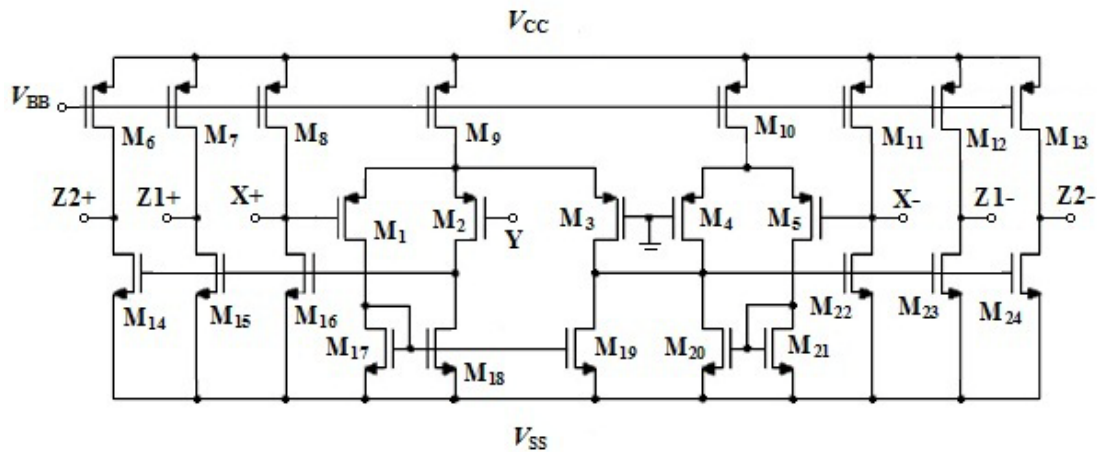 VCC
VBB
M6 M7 M8 M9 M10 M11 M12 M13
Z2+ Z1+ X+ Y X- Z1- Z2-
M1 M2 M3 M4 M5
M14 M15 M16 M22 M23 M24
M17 M18 M19 M20 M21
VSS